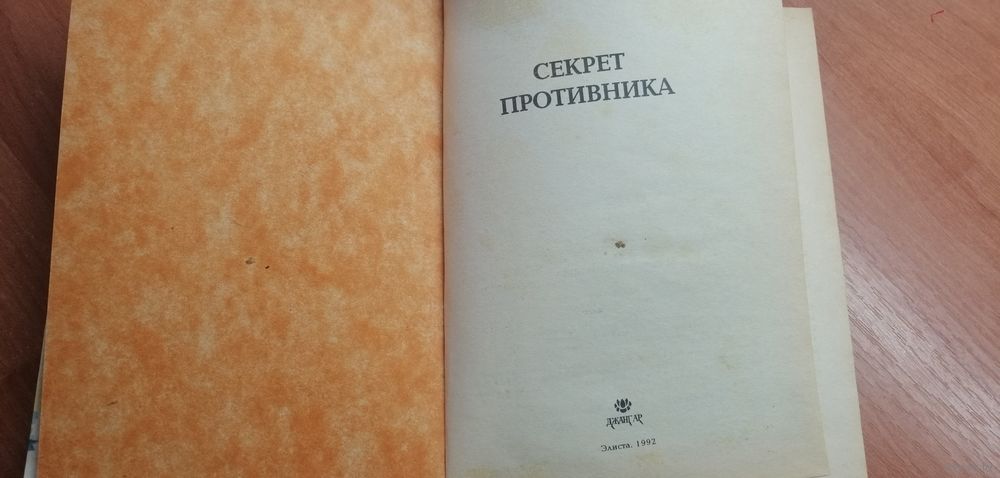 СЕКРЕТ
ПРОТИВНИКА
ДЖАНГАР
Элиста. 1992